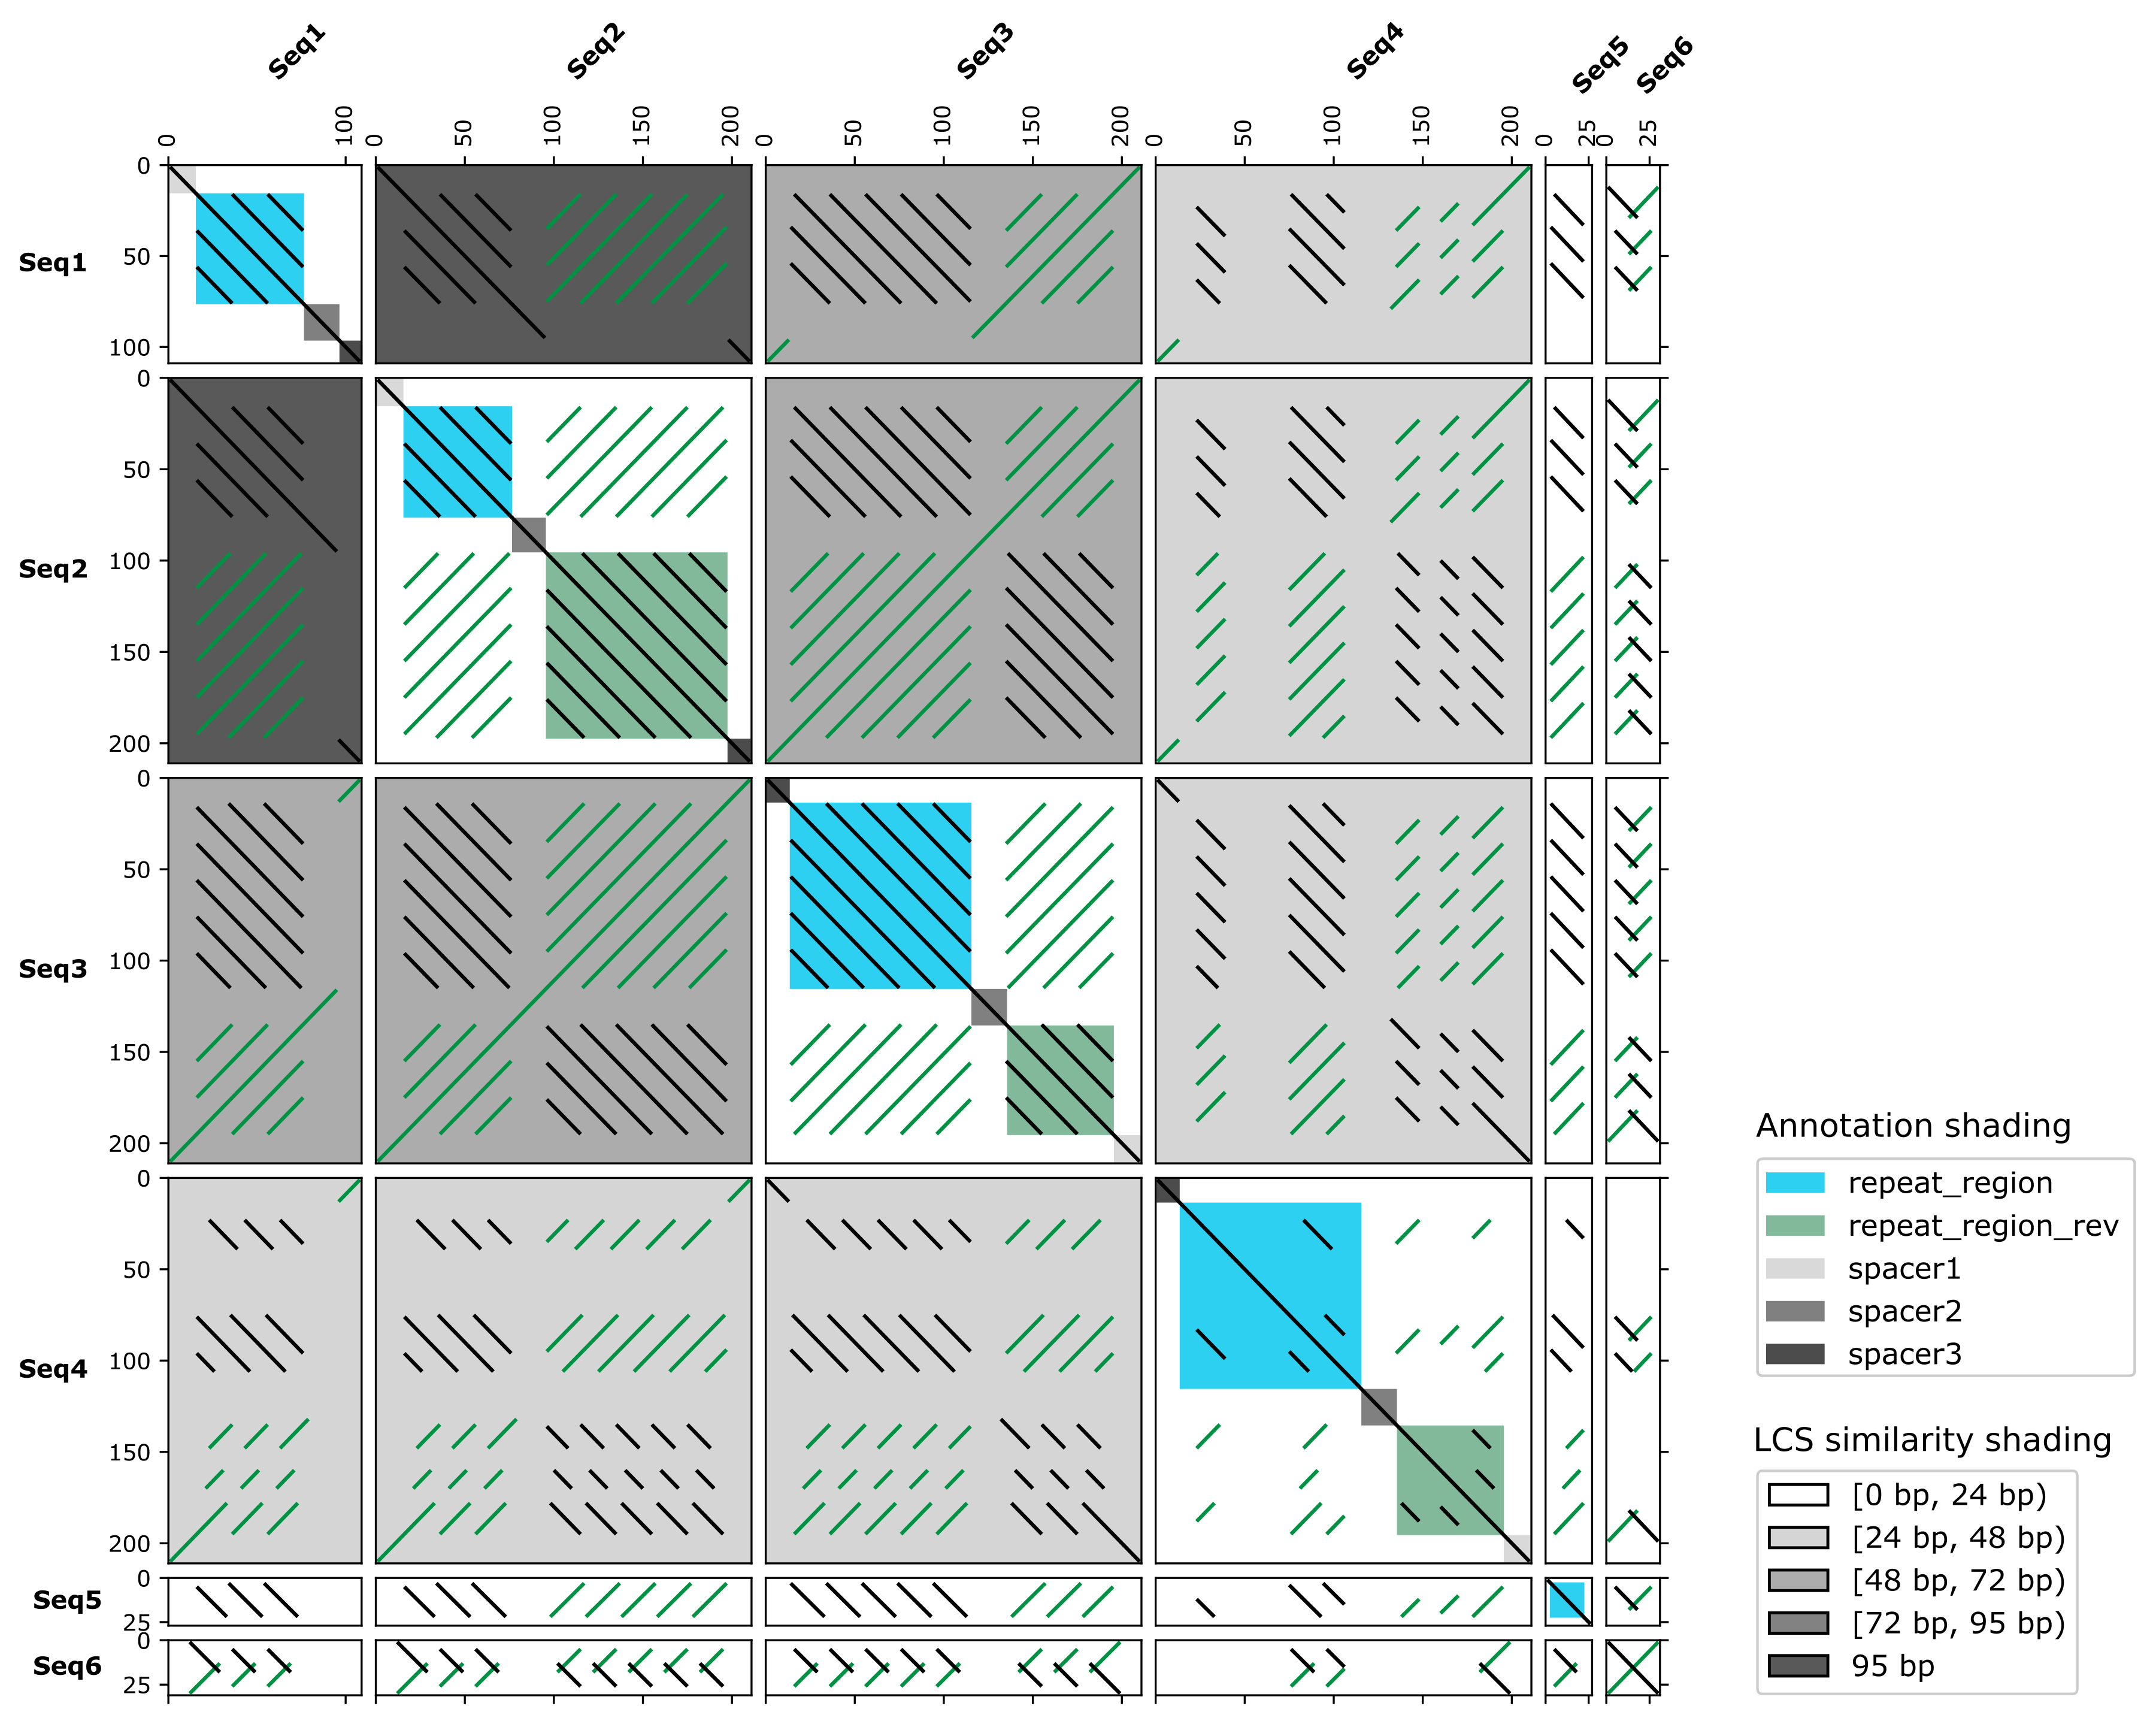 Seq1 Seq2 Seq3 Seq4 Seq5 Seq6
0 100 0 50 100 150 200 0 50 100 150 200 0 50 100 150 200 0 25 0 25
0
Seq1 50
100
0
50
100
Seq2
150
200
0
50
100
Seq3
150
200
0
50
100
Seq4
150
200
0
Seq5
25
0
Seq6
25
Annotation shading
repeat_region
repeat_region_rev
spacer1
spacer2
spacer3
LCS similarity shading
[0 bp, 24 bp)
[24 bp, 48 bp)
[48 bp, 72 bp)
[72 bp, 95 bp)
95 bp